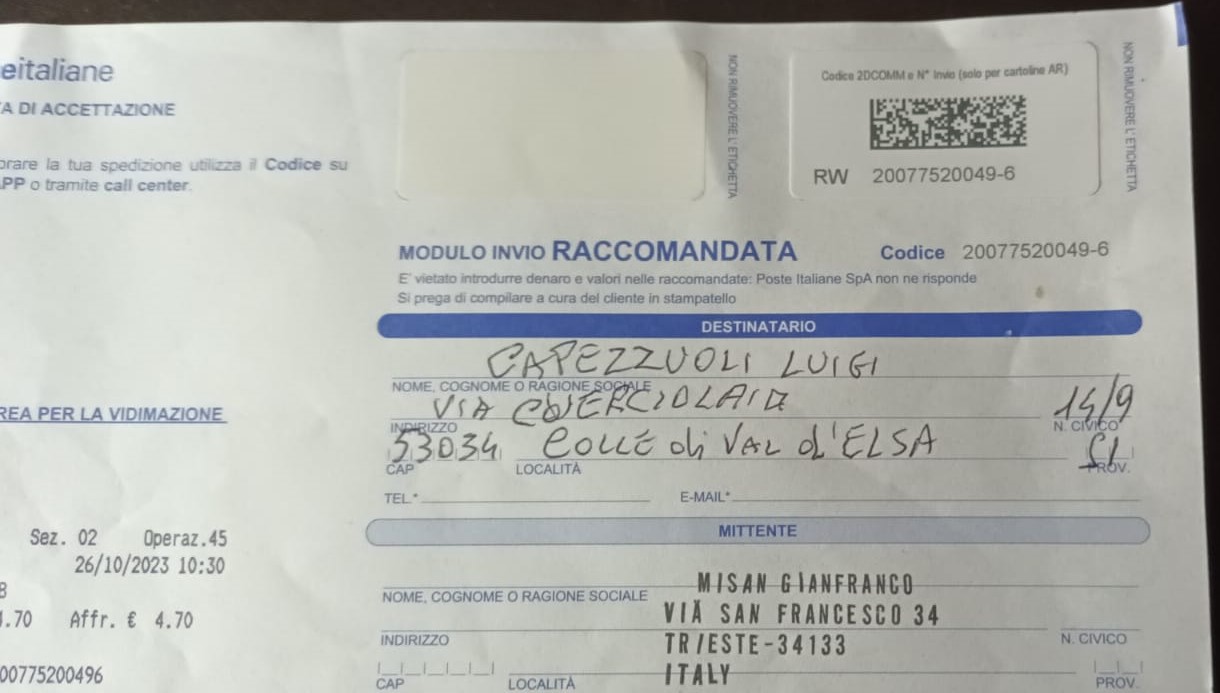 eitaliane
A DI ACCETTAZIONE
orare la tua spedizione utilizza il Codice su
PP o tramite call center.
NON RIMUOVERE L'ETICHETTA
Codice 2DCOMM e N° Invio (solo per cartoline AR)
RW 20077520049-6
NON RIMUOVERE L'ETICHETTA
MODULO INVIO RACCOMANDATA Codice 20077520049-6
E' vietato introdurre denaro e valori nelle raccomandate: Poste Italiane SpA non ne risponde
Si prega di compilare a cura del cliente in stampatello
DESTINATARIO
CAPEZZUOLI LUIGI
NOME, COGNOME O RAGIONE SOCIALE
VIA QUERCIOLAIA 14/9
INDIRIZZO N. CIVICO
53034 COLLE di VAL d'ELSA SI
CAP LOCALITÀ PROV.
TEL.* E-MAIL*
MITTENTE
MISAN GIANFRANCO
NOME, COGNOME O RAGIONE SOCIALE
VIA SAN FRANCESCO 34
INDIRIZZO N. CIVICO
TRIESTE-34133
ITALY
CAP LOCALITÀ PROV.
REA PER LA VIDIMAZIONE
Sez. 02 Operaz.45
26/10/2023 10:30
.70 Affr. € 4.70
00775200496